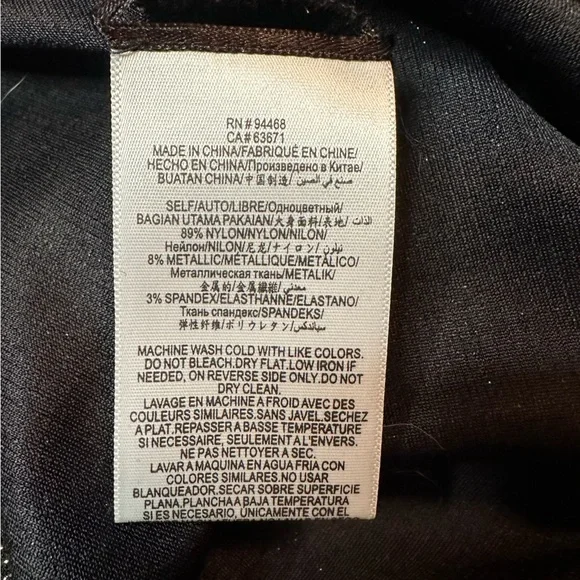 RN# 94468
CA# 63671
MADE IN CHINA/FABRIQUÉ EN CHINE/
HECHO EN CHINA/Произведено в Китае/
BUATAN CHINA/中国制造/ صنع في الصين
SELF/AUTO/LIBRE/Одноцветный/
BAGIAN UTAMA PAKAIAN/大身面料/表地/ الذات
89% NYLON/NYLON/NILON/
Нейлон/NILON/尼龙/ナイロン/ نيلون
8% METALLIC/MÉTALLIQUE/METÁLICO/
Металлическая ткань/METALIK/
金属的/金属繊維/ معدني
3% SPANDEX/ELASTHANNE/ELASTANO/
Ткань спандекс/SPANDEKS/
弹性纤维/ポリウレタン/ سباندكس
MACHINE WASH COLD WITH LIKE COLORS.
DO NOT BLEACH.DRY FLAT.LOW IRON IF
NEEDED, ON REVERSE SIDE ONLY.DO NOT
DRY CLEAN.
LAVAGE EN MACHINE A FROID AVEC DES
COULEURS SIMILAIRES.SANS JAVEL.SECHEZ
A PLAT.REPASSER A BASSE TEMPERATURE
SI NECESSAIRE, SEULEMENT A L'ENVERS.
NE PAS NETTOYER A SEC.
LAVAR A MAQUINA EN AGUA FRIA CON
COLORES SIMILARES.NO USAR
BLANQUEADOR.SECAR SOBRE SUPERFICIE
PLANA.PLANCHA A BAJA TEMPERATURA
SI ES NECESARIO, ÚNICAMENTE CON EL